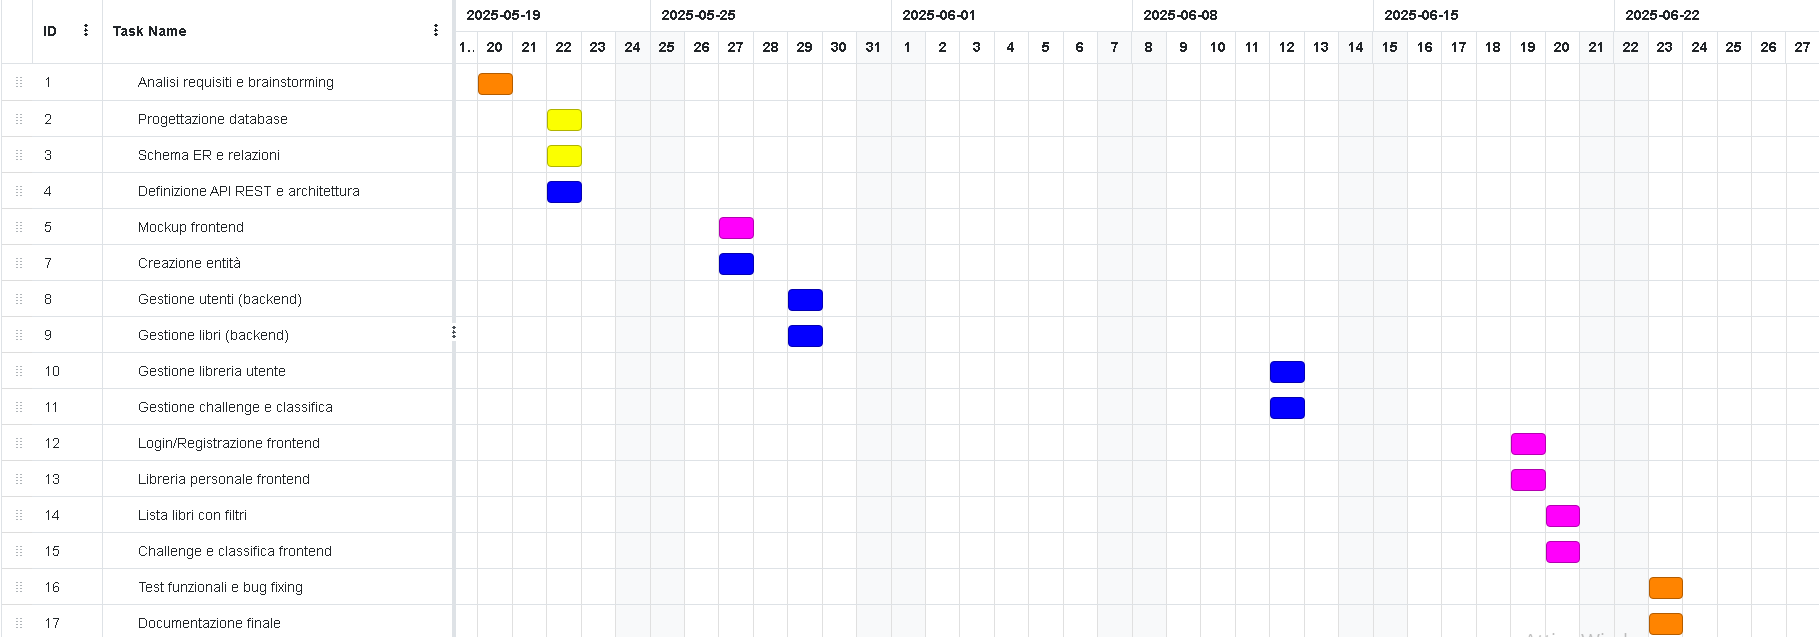 2025-05-19 2025-05-25 2025-06-01 2025-06-08 2025-06-15 2025-06-22
ID Task Name
1.. 20 21 22 23 24 25 26 27 28 29 30 31 1 2 3 4 5 6 7 8 9 10 11 12 13 14 15 16 17 18 19 20 21 22 23 24 25 26 27
1 Analisi requisiti e brainstorming
2 Progettazione database
3 Schema ER e relazioni
4 Definizione API REST e architettura
5 Mockup frontend
7 Creazione entità
8 Gestione utenti (backend)
9 Gestione libri (backend)
10 Gestione libreria utente
11 Gestione challenge e classifica
12 Login/Registrazione frontend
13 Libreria personale frontend
14 Lista libri con filtri
15 Challenge e classifica frontend
16 Test funzionali e bug fixing
17 Documentazione finale